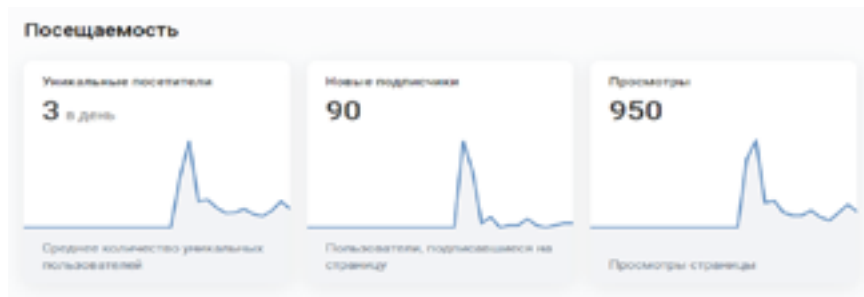 Посещаемость
Уникальные посетители
3 в день
Среднее количество уникальных
пользователей
Новые подписчики
90
Пользователи, подписавшиеся на
страницу
Просмотры
950
Просмотры страницы